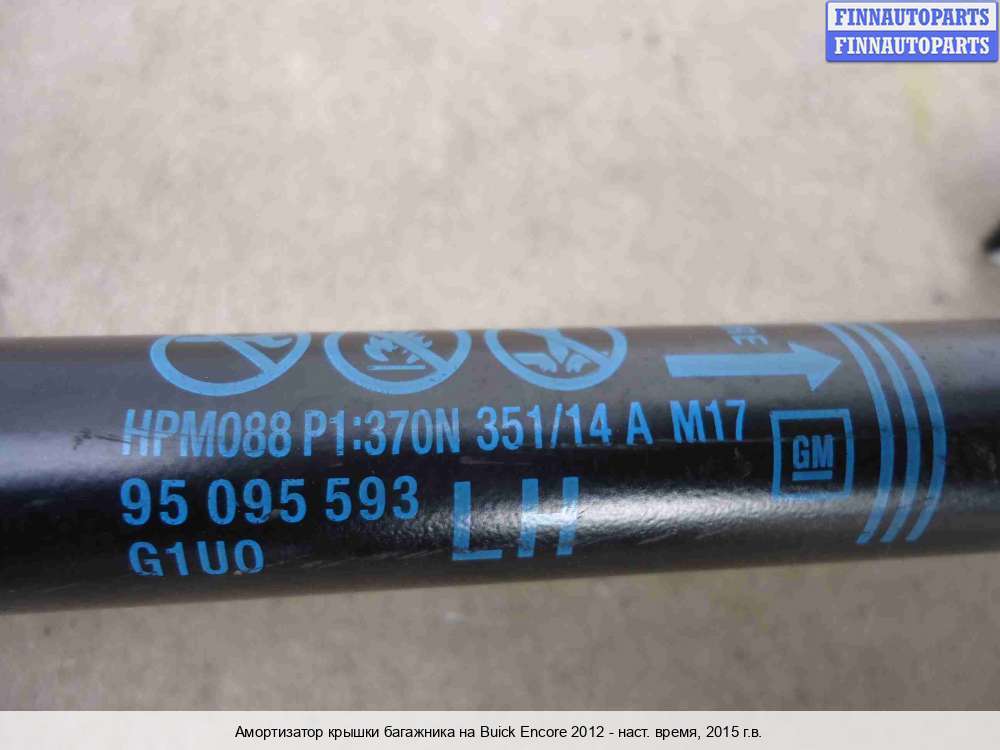 FINNAUTOPARTS
FINNAUTOPARTS
HPM088 P1:370N 351/14 A M17
GM
95 095 593
LH
G1U0
Амортизатор крышки багажника на Buick Encore 2012 - наст. время, 2015 г.в.